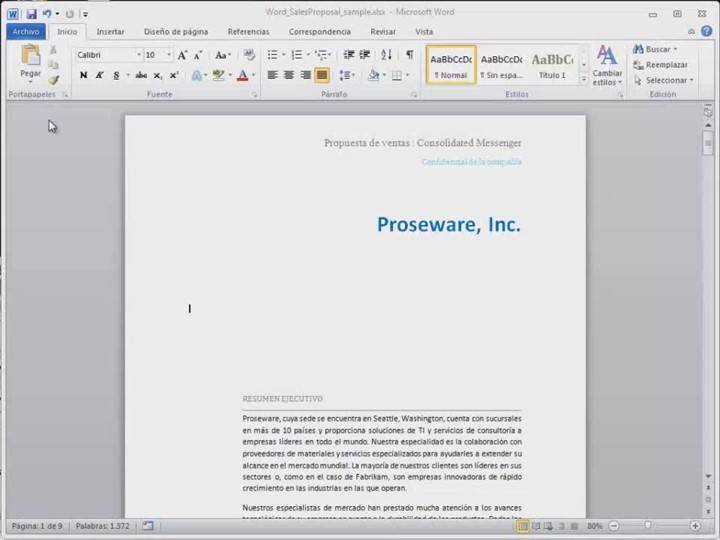 Word_SalesProposal_sample.xlsx - Microsoft Word
Archivo Inicio Insertar Diseño de página Referencias Correspondencia Revisar Vista
Pegar
Calibri 10
N K S abc x₂ x² A
Aa
AaBbCcDc AaBbCcDc AaBbCc
¶ Normal ¶ Sin espa... Título 1
Cambiar estilos
Buscar
Reemplazar
Seleccionar
Portapapeles Fuente Párrafo Estilos Edición
Propuesta de ventas | Consolidated Messenger
Confidencial de la compañía
Proseware, Inc.
RESUMEN EJECUTIVO
Proseware, cuya sede se encuentra en Seattle, Washington, cuenta con sucursales
en más de 10 países y proporciona soluciones de TI y servicios de consultoría a
empresas líderes en todo el mundo. Nuestra especialidad es la colaboración con
proveedores de materiales y servicios especializados para ayudarles a extender su
alcance en el mercado mundial. La mayoría de nuestros clientes son líderes en sus
sectores o, como en el caso de Fabrikam, son empresas innovadoras de rápido
crecimiento en las industrias en las que operan.
Nuestros especialistas de mercado han prestado mucha atención a los avances
Página: 1 de 9 Palabras: 1.372 80%